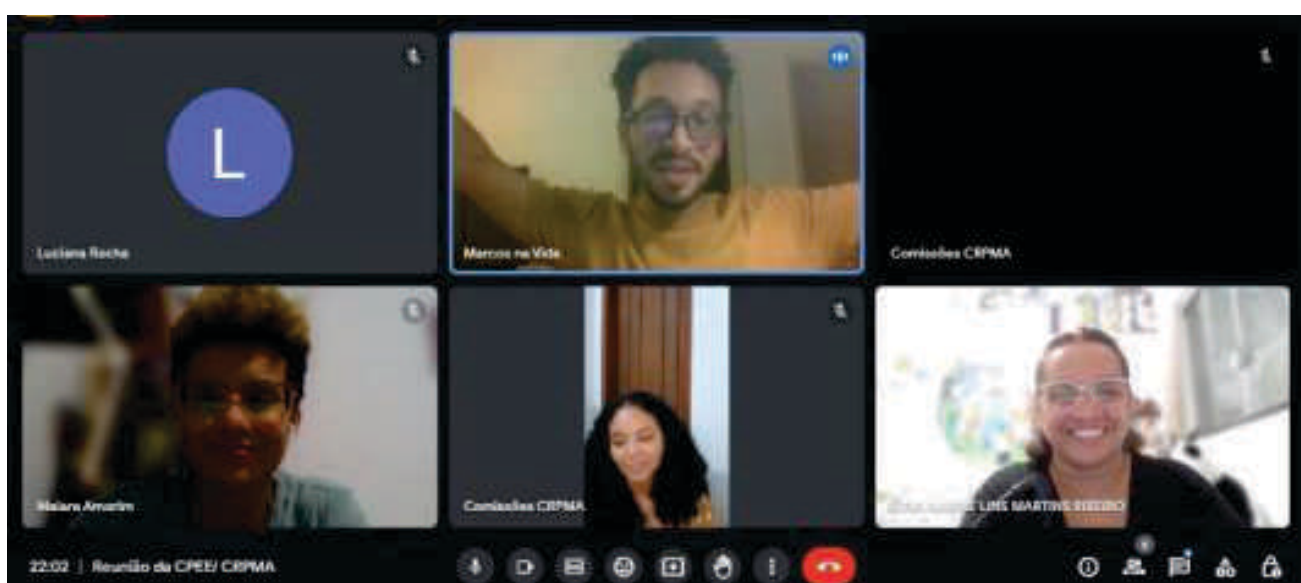 L
Luciana Rocha
Marcos na Vida
Comissões CRPMA
Maiara Amorim
Comissões CRPMA
LINS MARTINS RIBEIRO
22:02 | Reunião da CPEE/ CRPMA